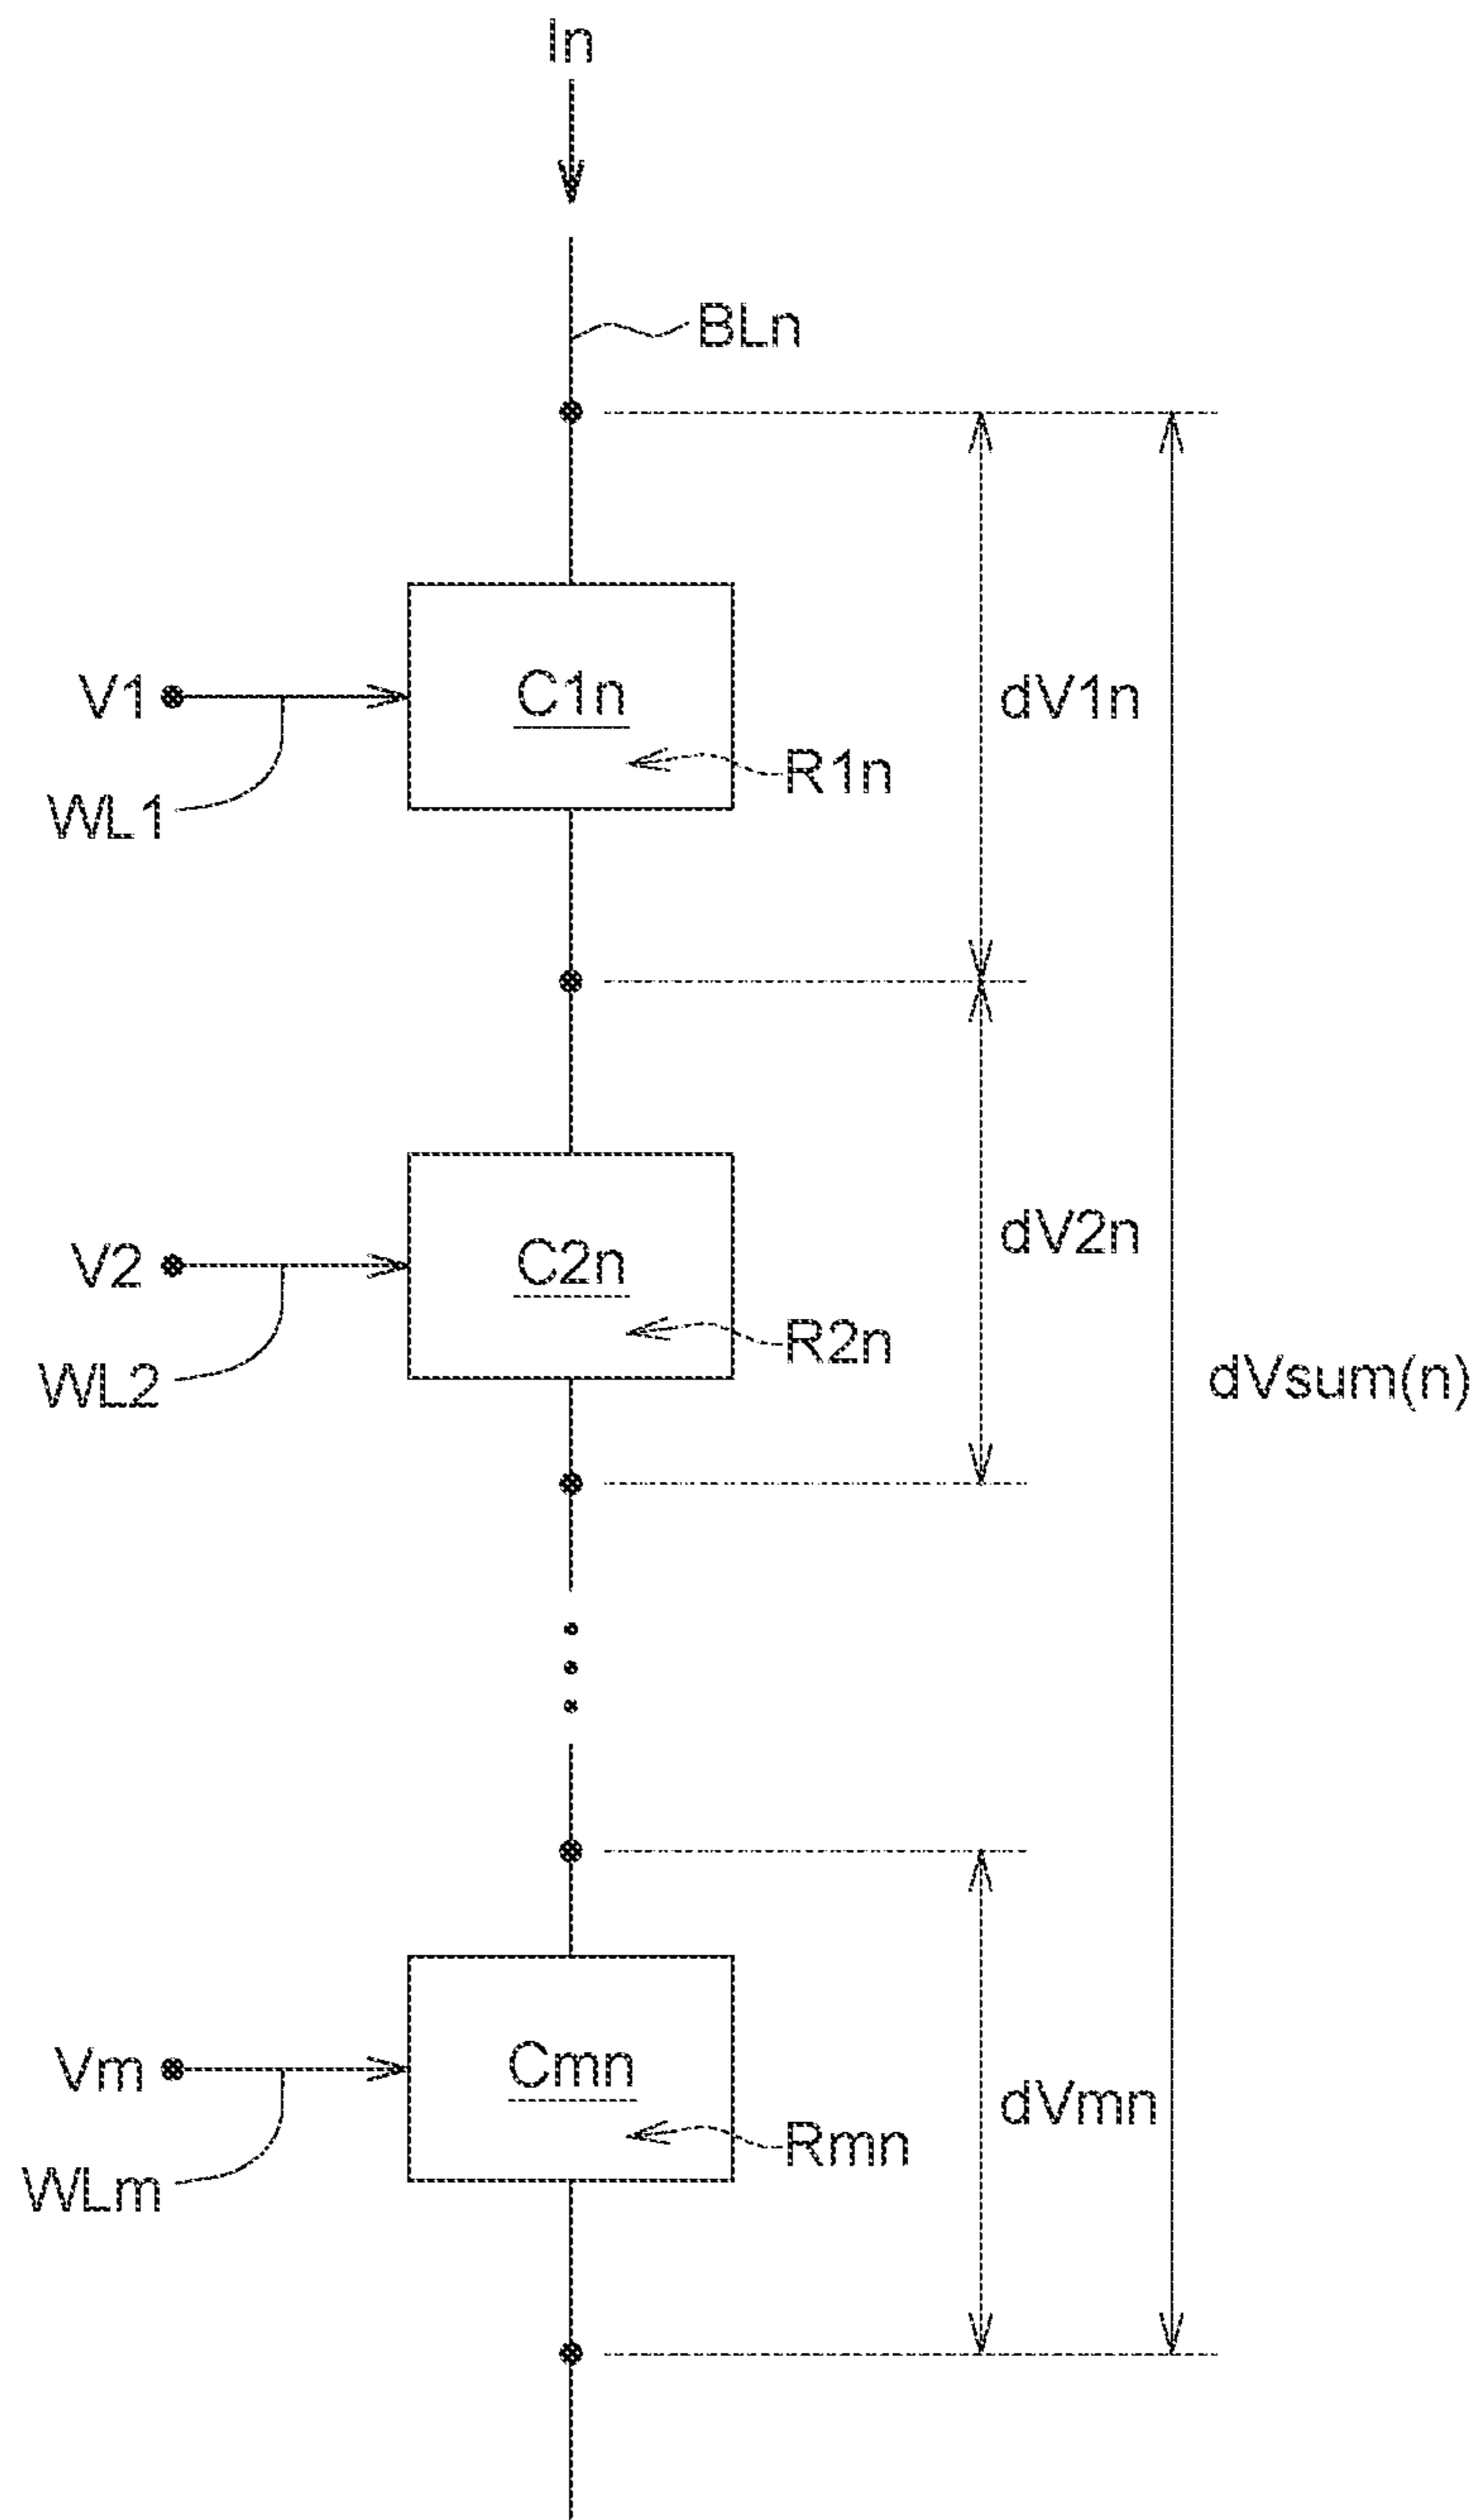 In
BLn
V1
C1n
dV1n
R1n
WL1
V2
C2n
dV2n
R2n
WL2
dVsum(n)
Vm
Cmn
dVmn
Rmn
WLm